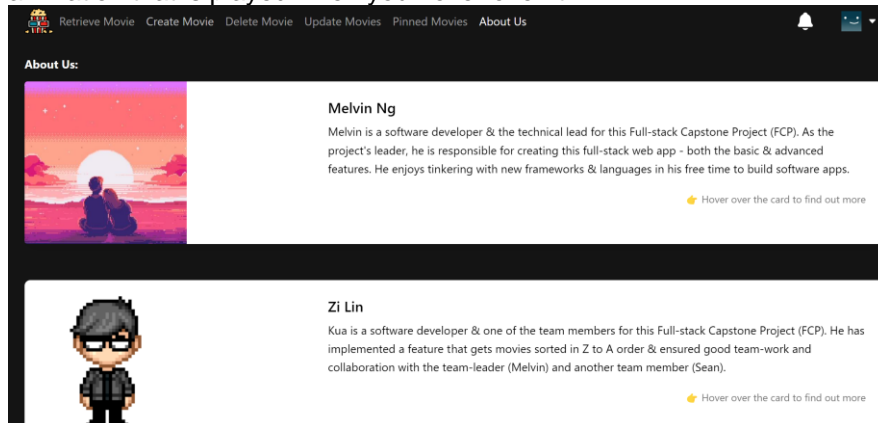 Retrieve Movie Create Movie Delete Movie Update Movies Pinned Movies About Us
About Us:
Melvin Ng
Melvin is a software developer & the technical lead for this Full-stack Capstone Project (FCP). As the
project's leader, he is responsible for creating this full-stack web app - both the basic & advanced
features. He enjoys tinkering with new frameworks & languages in his free time to build software apps.
👉 Hover over the card to find out more
Zi Lin
Kua is a software developer & one of the team members for this Full-stack Capstone Project (FCP). He has
implemented a feature that gets movies sorted in Z to A order & ensured good team-work and
collaboration with the team-leader (Melvin) and another team member (Sean).
👉 Hover over the card to find out more